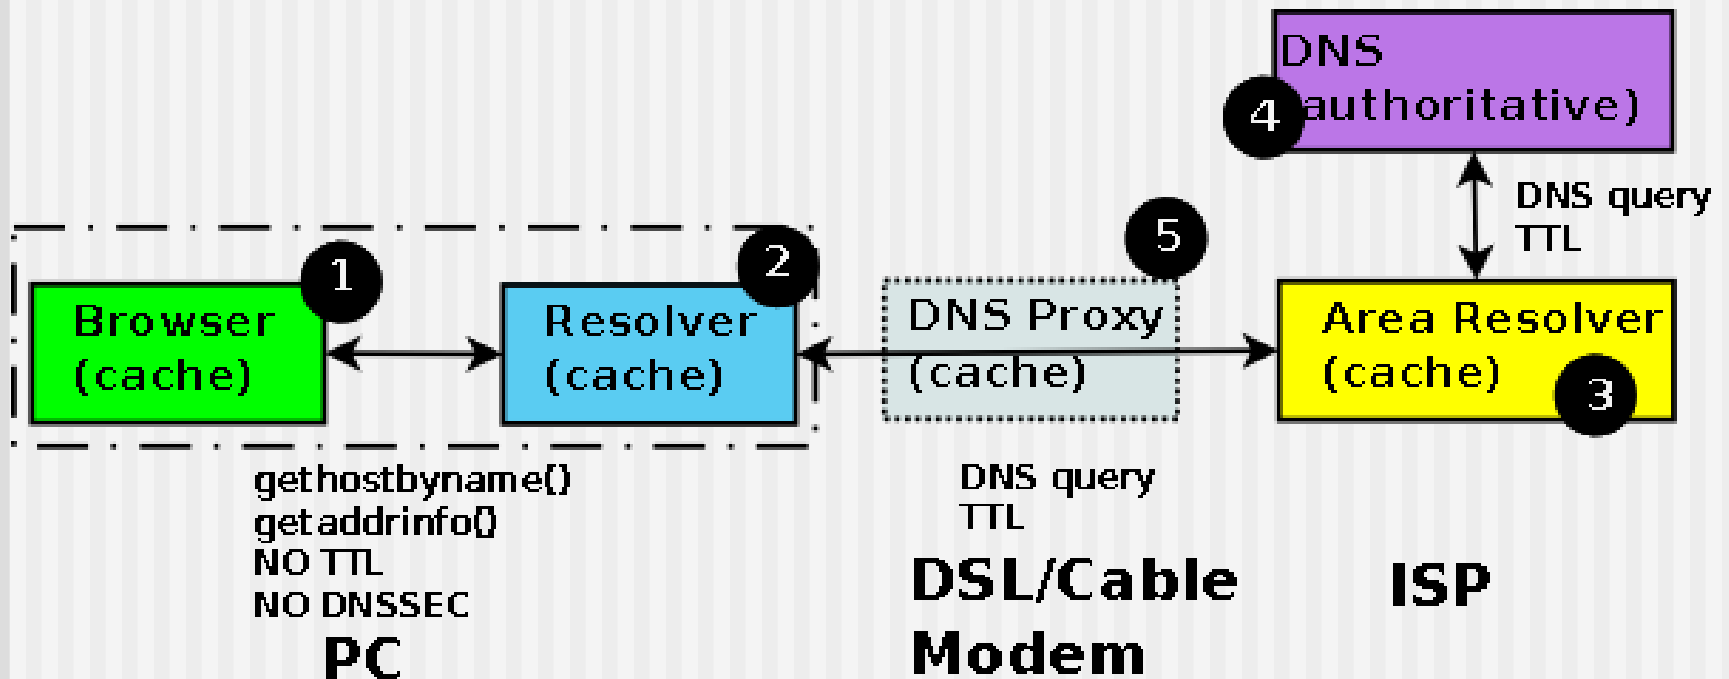 DNS
authoritative)
4
DNS query
TTL
5
1
2
Browser
(cache)
Resolver
(cache)
DNS Proxy
(cache)
Area Resolver
(cache)
3
gethostbyname()
getaddrinfo()
NO TTL
NO DNSSEC
PC
DNS query
TTL
DSL/Cable
Modem
ISP